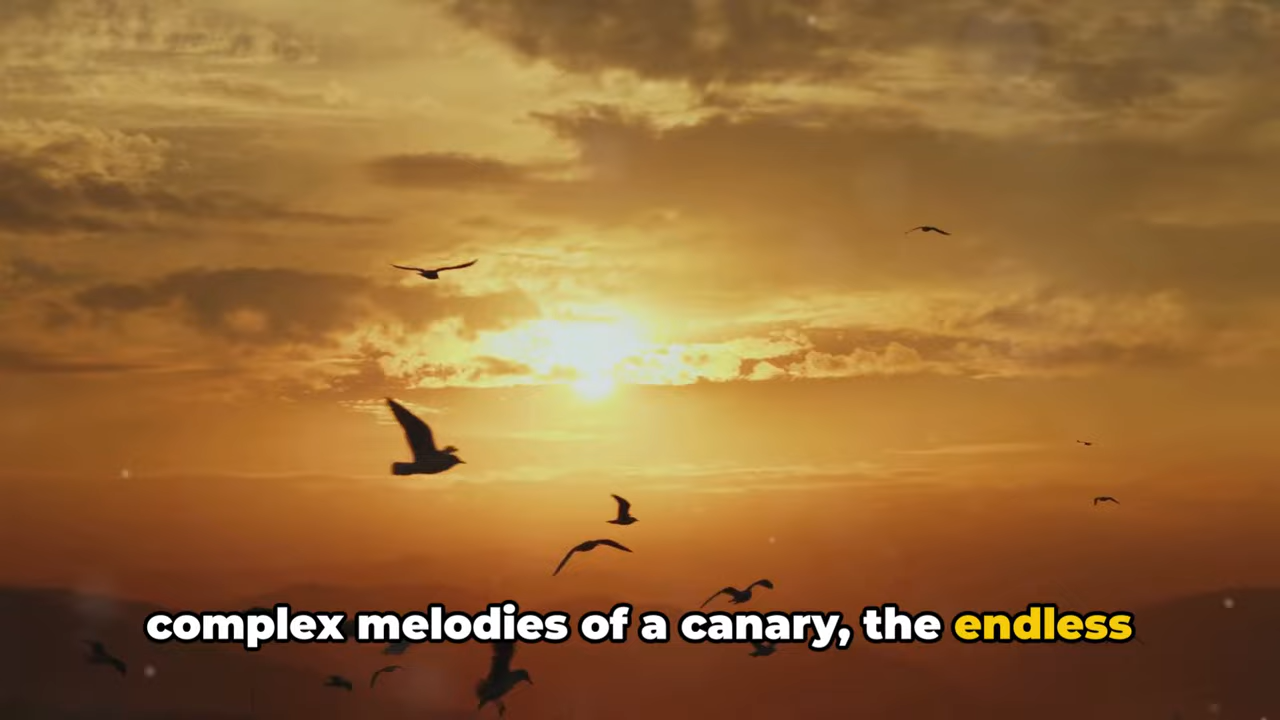 complex melodies of a canary, the endless